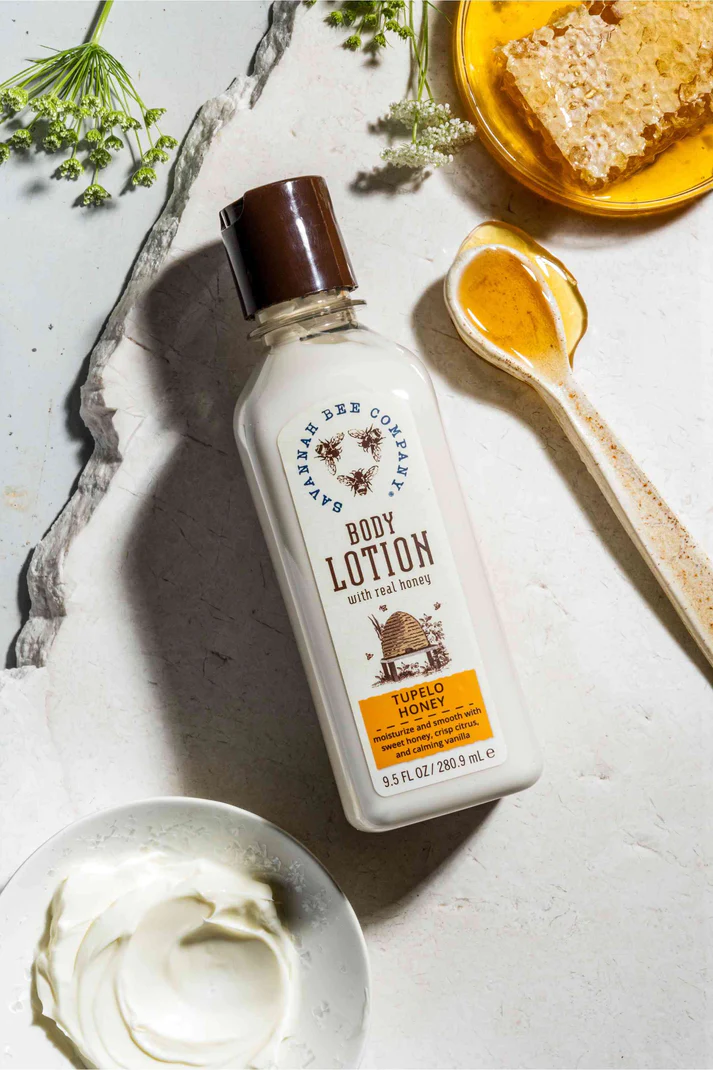 SAVANNAH BEE COMPANY®
BODY
LOTION
with real honey
TUPELO
HONEY
moisturize and smooth with
sweet honey, crisp citrus,
and calming vanilla
9.5 FL OZ/ 280.9 mL ℮